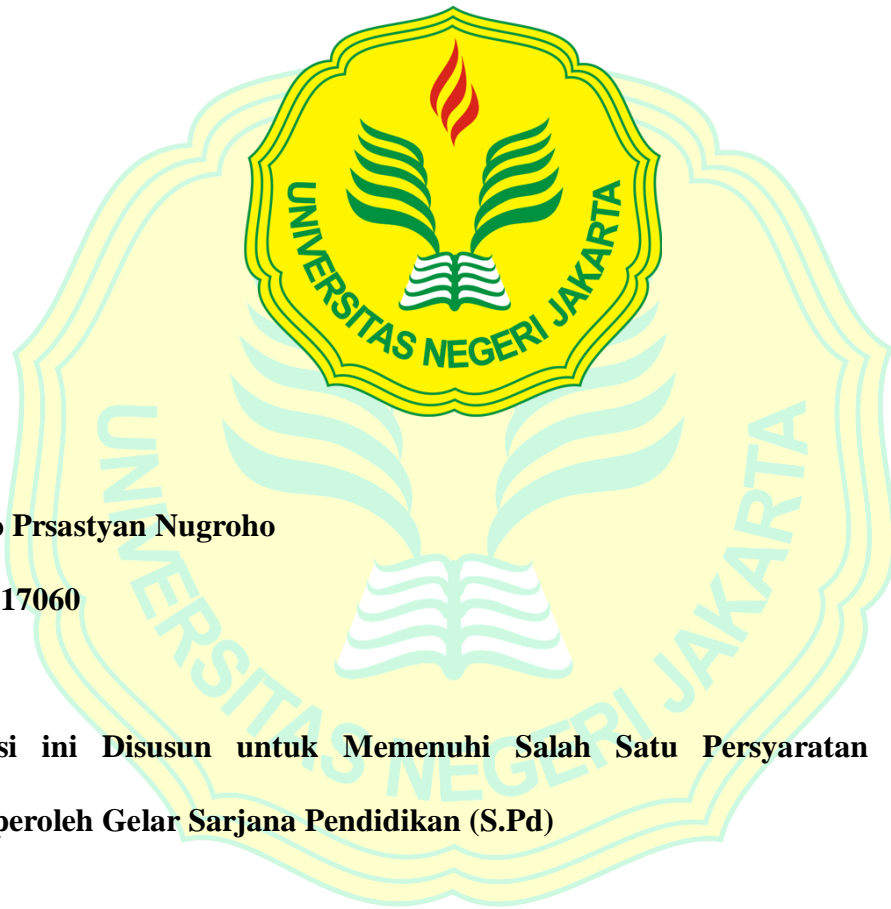 UNIVERSITAS NEGERI JAKARTA
UNIVERSITAS NEGERI JAKARTA
Prsastyan Nugroho
17060
si ini Disusun untuk Memenuhi Salah Satu Persyaratan
peroleh Gelar Sarjana Pendidikan (S.Pd)